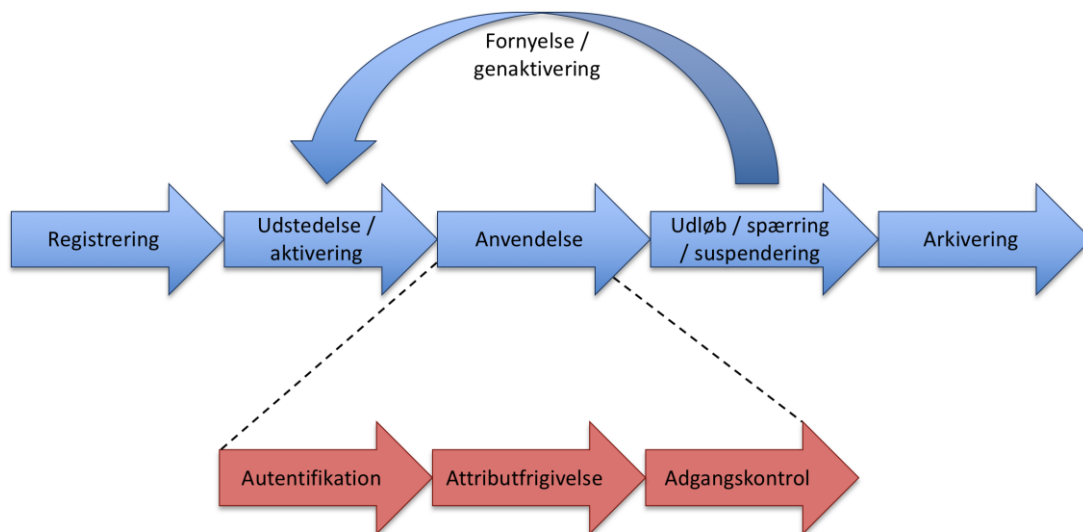 Fornyelse /
genaktivering
Registrering
Udstedelse /
aktivering
Anvendelse
Udløb / spærring
/ suspendering
Arkivering
Autentifikation
Attributfrigivelse
Adgangskontrol